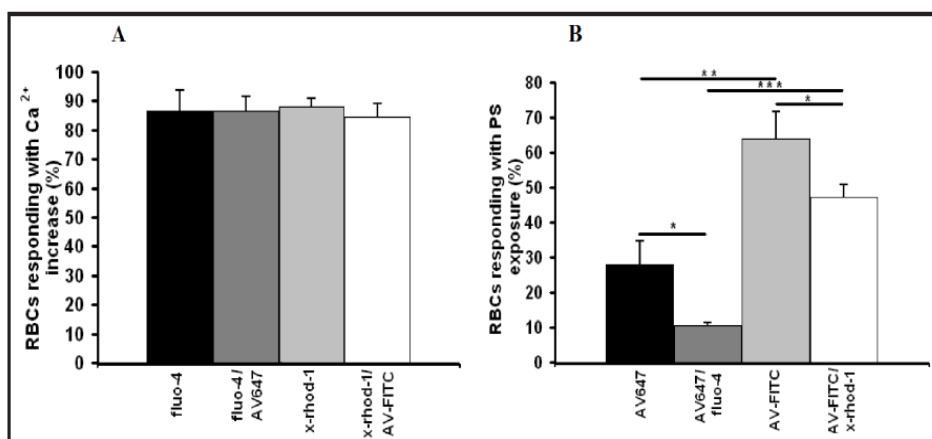 A
RBCs responding with Ca 2+
increase (%)
100
90
80
70
60
50
40
30
20
10
0
fluo-4
fluo-4/
AV647
x-rhod-1
x-rhod-1/
AV-FITC
B
RBCs responding with PS
exposure (%)
80
70
60
50
40
30
20
10
0
**
***
*
*
AV647
AV647/
fluo-4
AV-FITC
AV-FITC/
x-rhod-1